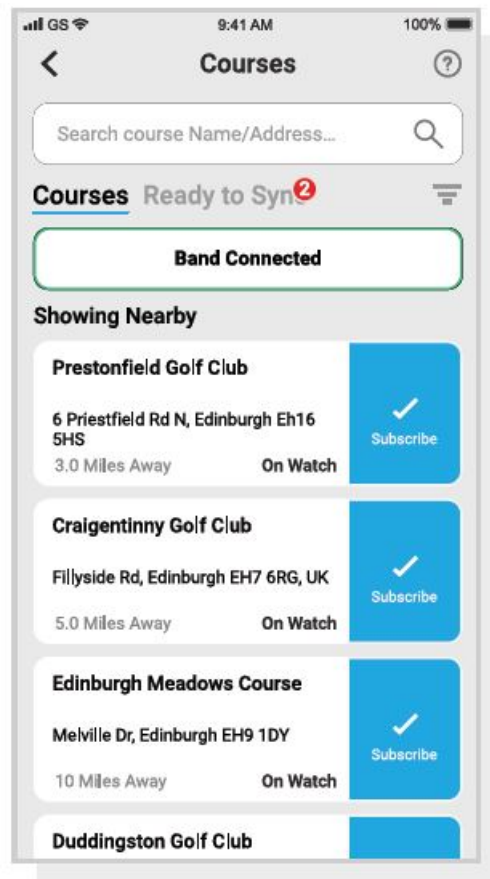 GS 9:41 AM 100%
Courses
Search course Name/Address...
Courses Ready to Sync 2
Band Connected
Showing Nearby
Prestonfield Golf Club
6 Priestfield Rd N, Edinburgh Eh16
5HS
3.0 Miles Away On Watch
Subscribe
Craigentinny Golf Club
Fillyside Rd, Edinburgh EH7 6RG, UK
5.0 Miles Away On Watch
Subscribe
Edinburgh Meadows Course
Melville Dr, Edinburgh EH9 1DY
10 Miles Away On Watch
Subscribe
Duddingston Golf Club